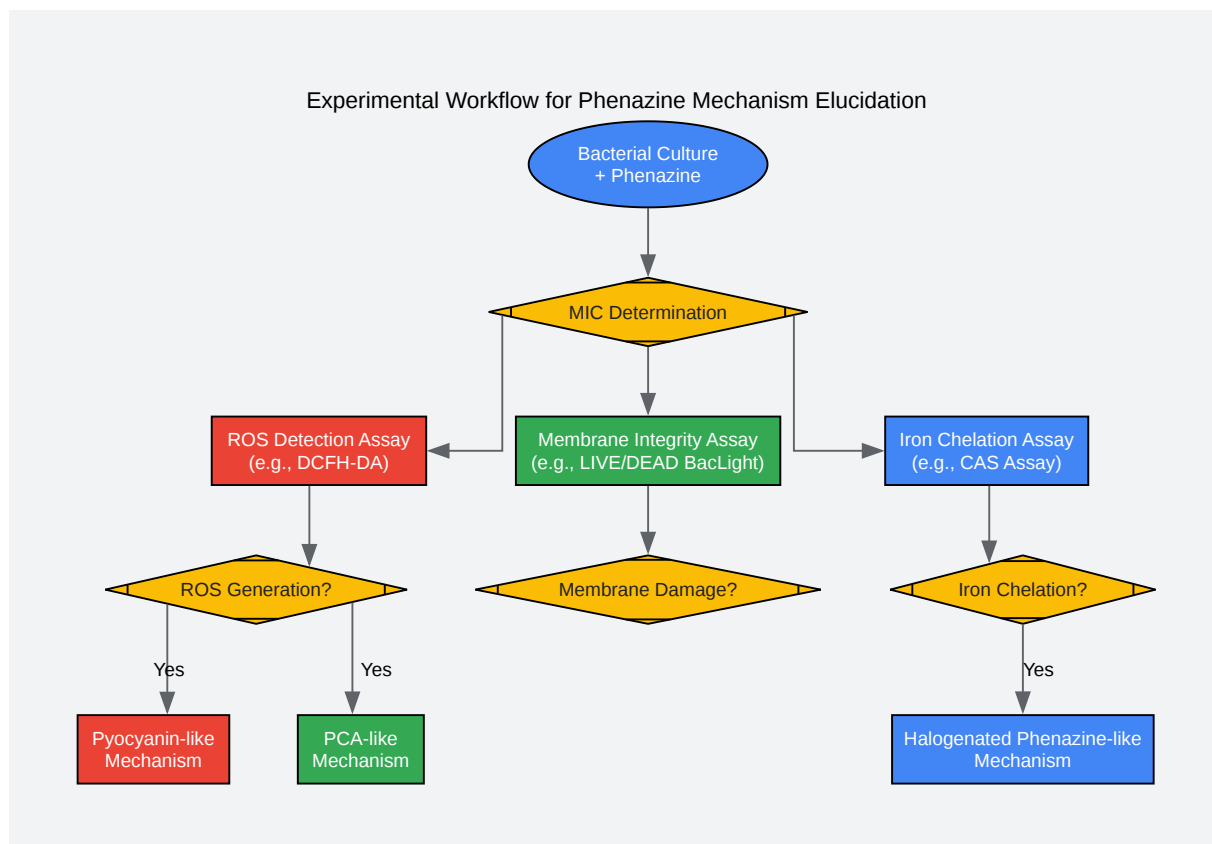 Experimental Workflow for Phenazine Mechanism Elucidation
Bacterial Culture
+ Phenazine
MIC Determination
ROS Detection Assay
(e.g., DCFH-DA)
Membrane Integrity Assay
(e.g., LIVE/DEAD BacLight)
Iron Chelation Assay
(e.g., CAS Assay)
ROS Generation?
Membrane Damage?
Iron Chelation?
Yes
Yes
Yes
Pyocyanin-like
Mechanism
PCA-like
Mechanism
Halogenated Phenazine-like
Mechanism